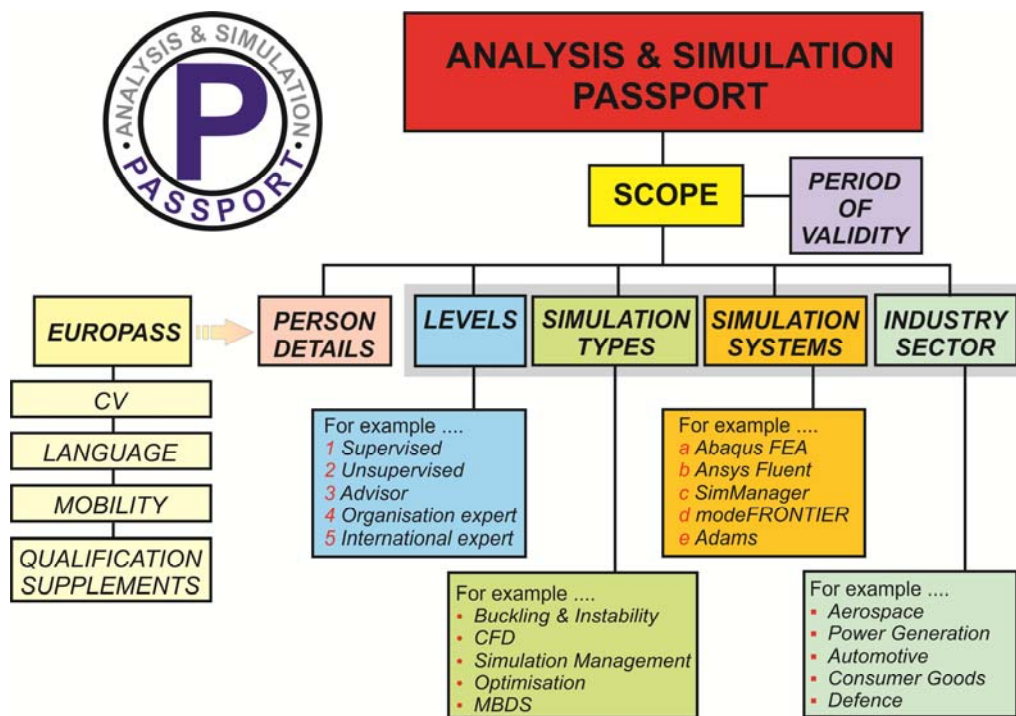 ANALYSIS & SIMULATION
PASSPORT
P
ANALYSIS & SIMULATION
PASSPORT
SCOPE
PERIOD
OF
VALIDITY
EUROPASS
PERSON
DETAILS
LEVELS
SIMULATION
TYPES
SIMULATION
SYSTEMS
INDUSTRY
SECTOR
CV
LANGUAGE
MOBILITY
QUALIFICATION
SUPPLEMENTS
For example ....
1 Supervised
2 Unsupervised
3 Advisor
4 Organisation expert
5 International expert
For example ....
a Abaqus FEA
b Ansys Fluent
c SimManager
d modeFRONTIER
e Adams
For example ....
▪ Buckling & Instability
▪ CFD
▪ Simulation Management
▪ Optimisation
▪ MBDS
For example ....
▪ Aerospace
▪ Power Generation
▪ Automotive
▪ Consumer Goods
▪ Defence